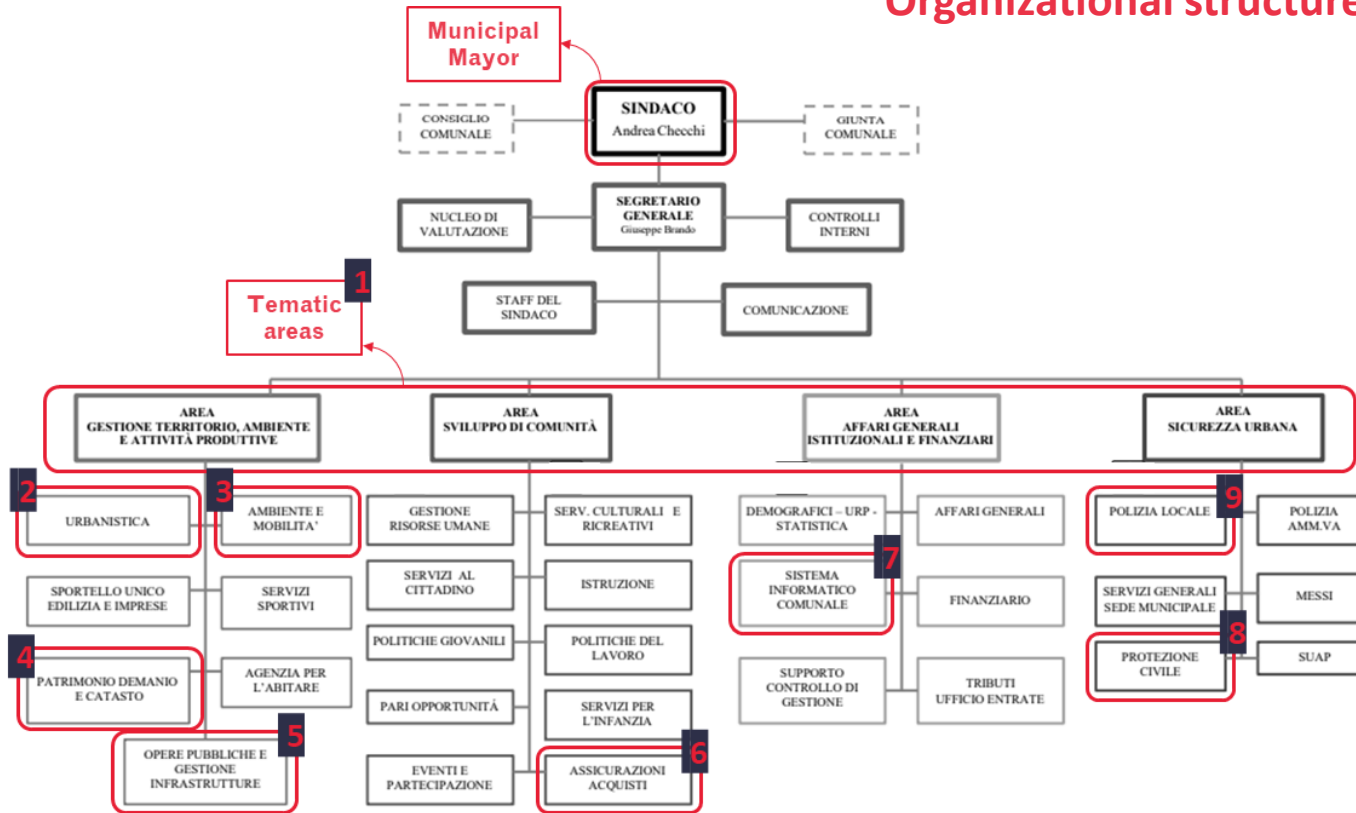 Organizational structure
Municipal
Mayor
SINDACO
Andrea Checchi
CONSIGLIO
COMUNALE
GIUNTA
COMUNALE
SEGRETARIO
GENERALE
Giuseppe Brando
NUCLEO DI
VALUTAZIONE
CONTROLLI
INTERNI
1
Tematic
areas
STAFF DEL
SINDACO
COMUNICAZIONE
AREA
GESTIONE TERRITORIO, AMBIENTE
E ATTIVITÀ PRODUTTIVE
AREA
SVILUPPO DI COMUNITÀ
AREA
AFFARI GENERALI
ISTITUZIONALI E FINANZIARI
AREA
SICUREZZA URBANA
2
URBANISTICA
3
AMBIENTE E
MOBILITA'
SPORTELLO UNICO
EDILIZIA E IMPRESE
SERVIZI
SPORTIVI
4
PATRIMONIO DEMANIO
E CATASTO
AGENZIA PER
L'ABITARE
5
OPERE PUBBLICHE E
GESTIONE
INFRASTRUTTURE
GESTIONE
RISORSE UMANE
SERV. CULTURALI E
RICREATIVI
SERVIZI AL
CITTADINO
ISTRUZIONE
POLITICHE GIOVANILI
POLITICHE DEL
LAVORO
PARI OPPORTUNITÁ
SERVIZI PER
L'INFANZIA
EVENTI E
PARTECIPAZIONE
6
ASSICURAZIONI
ACQUISTI
DEMOGRAFICI – URP -
STATISTICA
AFFARI GENERALI
7
SISTEMA
INFORMATICO
COMUNALE
FINANZIARIO
SUPPORTO
CONTROLLO DI
GESTIONE
TRIBUTI
UFFICIO ENTRATE
9
POLIZIA LOCALE
POLIZIA
AMM.VA
SERVIZI GENERALI
SEDE MUNICIPALE
MESSI
8
PROTEZIONE
CIVILE
SUAP